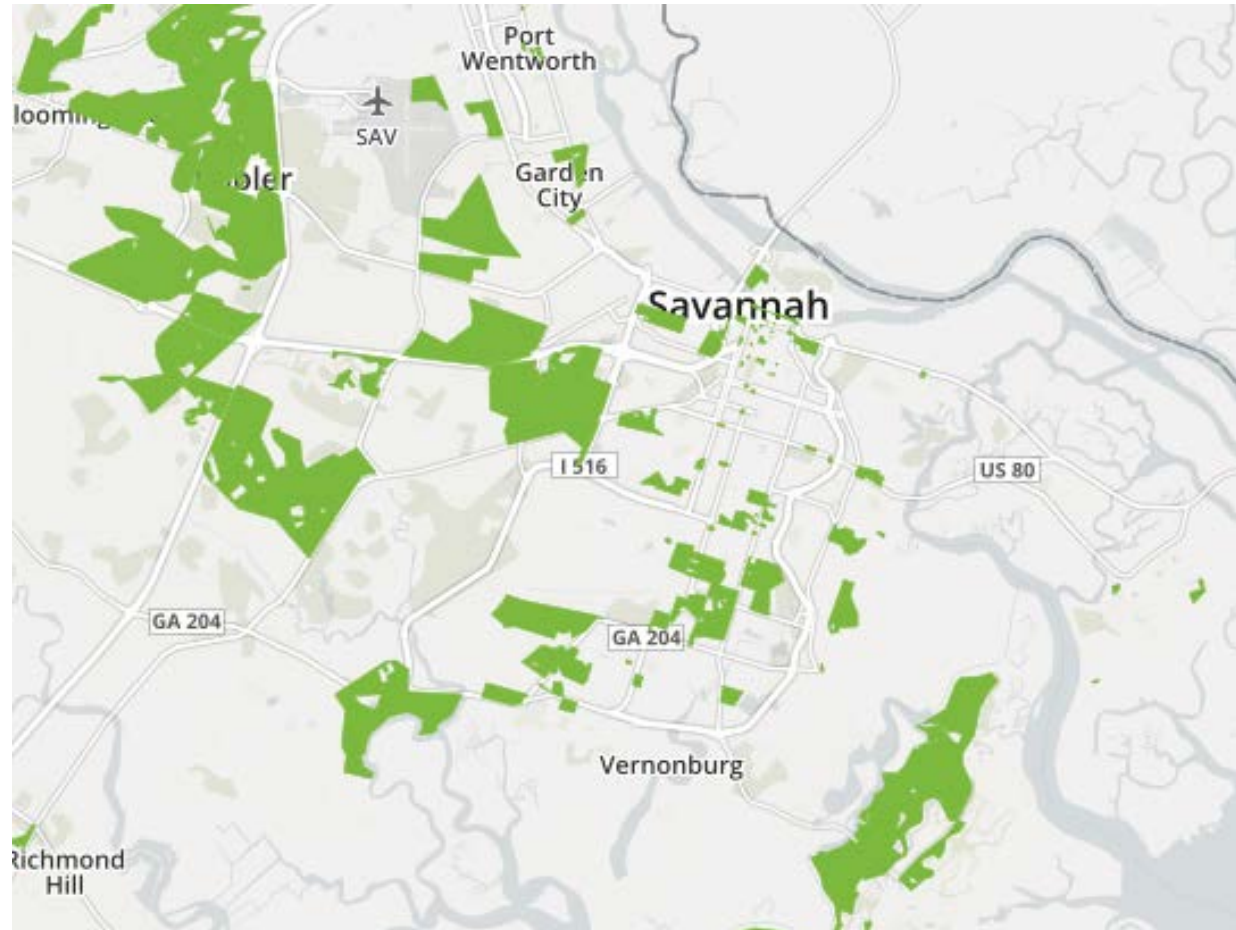 Port
Wentworth
SAV
Garden
City
Savannah
I 516
US 80
GA 204
GA 204
Vernonburg
Richmond
Hill